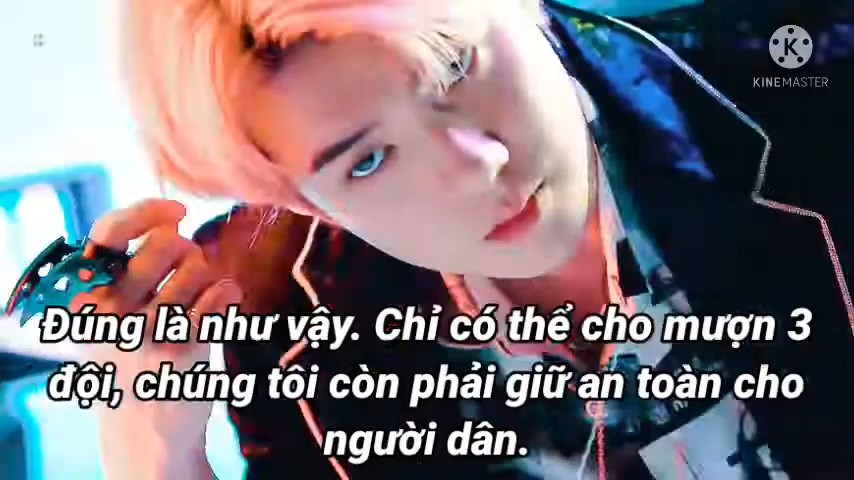 K
KINEMASTER
Đúng là như vậy. Chỉ có thể cho mượn 3
đội, chúng tôi còn phải giữ an toàn cho
người dân.